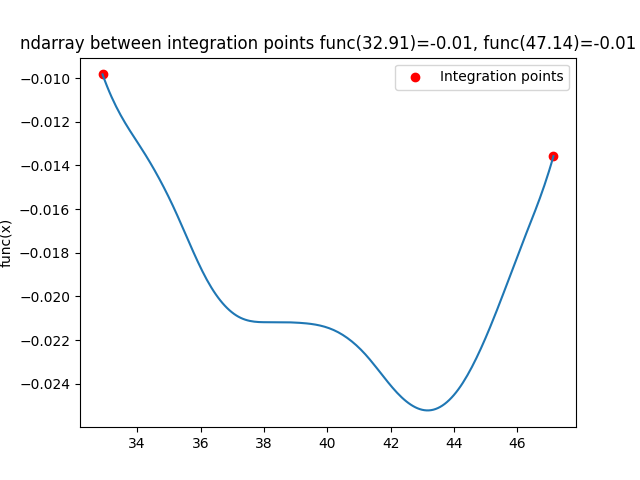 ndarray between integration points func(32.91)=-0.01, func(47.14)=-0.01
Integration points
func(x)
−0.010
−0.012
−0.014
−0.016
−0.018
−0.020
−0.022
−0.024
34 36 38 40 42 44 46